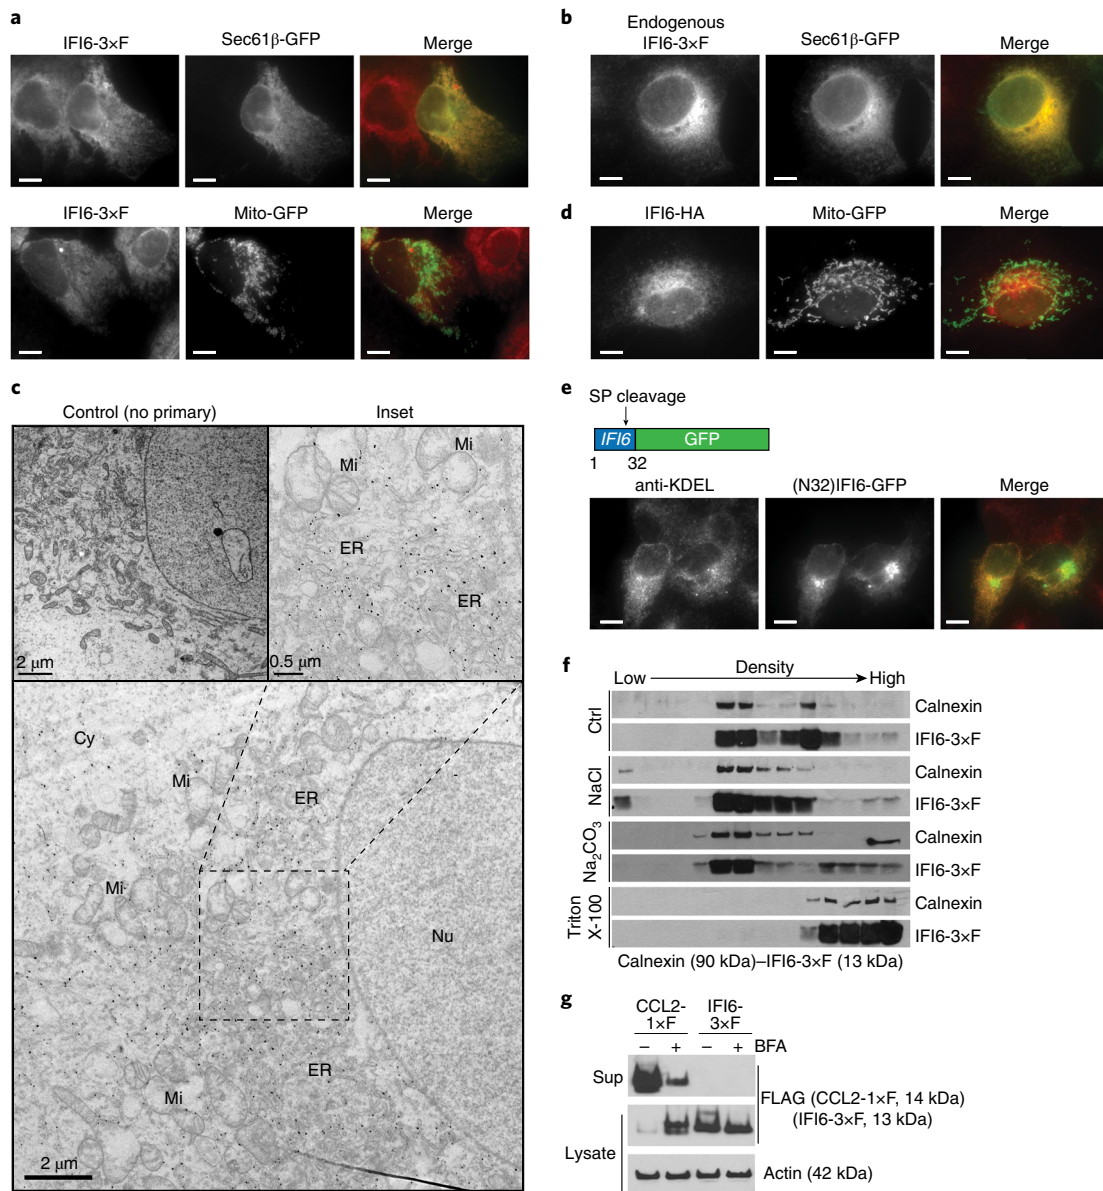 a
IFI6-3×F
Sec61β-GFP
Merge
IFI6-3×F
Mito-GFP
Merge
b
Endogenous
IFI6-3×F
Sec61β-GFP
Merge
d
IFI6-HA
Mito-GFP
Merge
c
Control (no primary)
Inset
2 μm
Mi
Mi
ER
ER
0.5 μm
Cy
Mi
ER
Mi
Nu
ER
Mi
2 μm
e
SP cleavage
IFI6
GFP
1
32
anti-KDEL
(N32)IFI6-GFP
Merge
f
Density
Low
High
Ctrl
Calnexin
IFI6-3×F
NaCl
Calnexin
IFI6-3×F
Na2CO3
Calnexin
IFI6-3×F
Triton
X-100
Calnexin
IFI6-3×F
Calnexin (90 kDa)–IFI6-3×F (13 kDa)
g
CCL2-
1×F
IFI6-
3×F
– + – + BFA
Sup
FLAG (CCL2-1×F, 14 kDa)
(IFI6-3×F, 13 kDa)
Lysate
Actin (42 kDa)